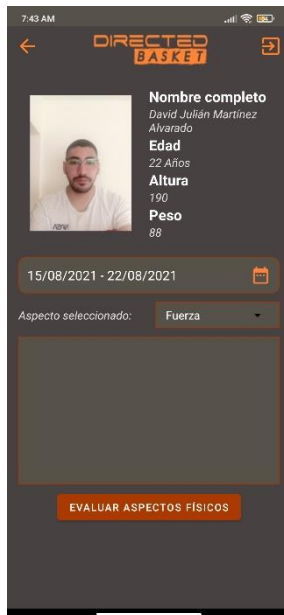 7:43 AM
DIRECTED
BASKET
Nombre completo
David Julián Martínez
Alvarado
Edad
22 Años
Altura
190
Peso
88
15/08/2021 - 22/08/2021
Aspecto seleccionado:
Fuerza
EVALUAR ASPECTOS FÍSICOS